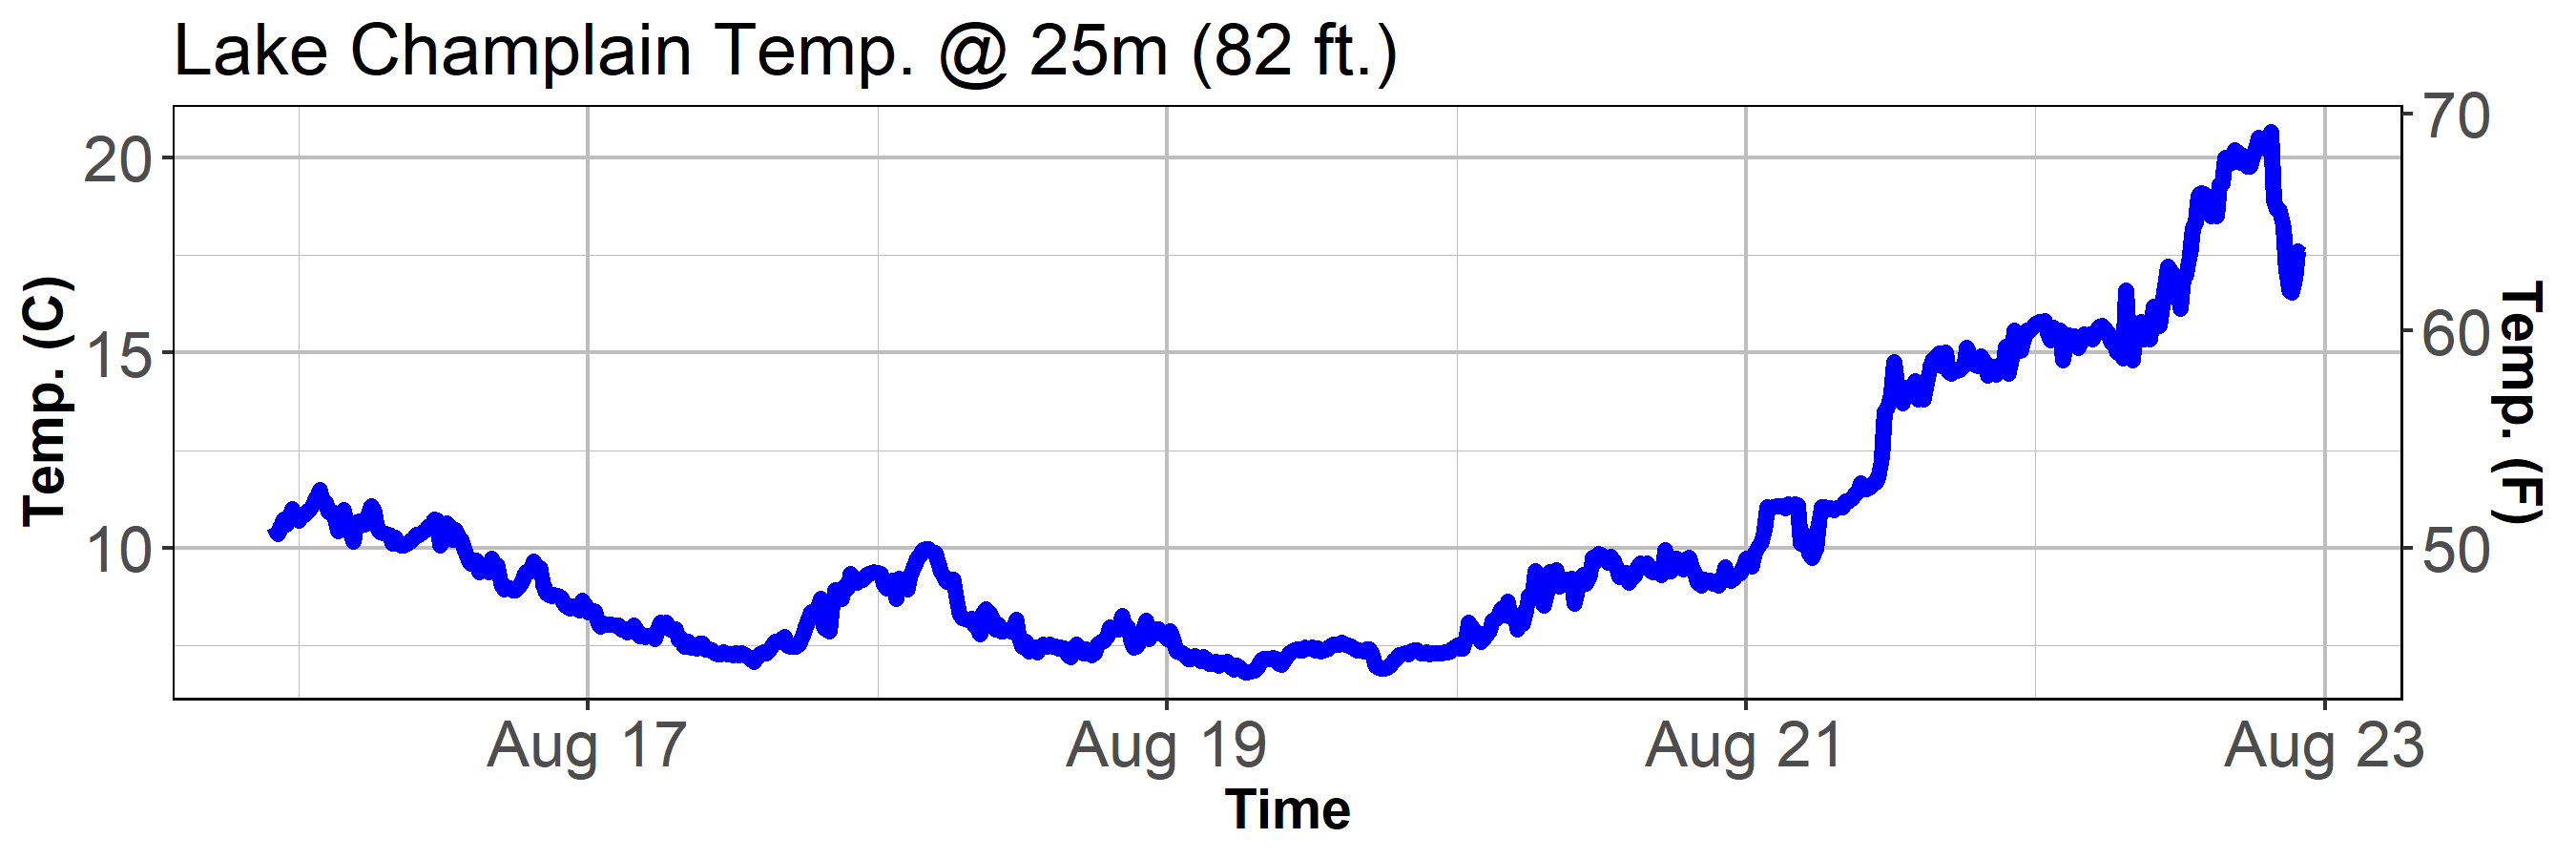 Lake Champlain Temp. @ 25m (82 ft.)
Temp. (C)
20
15
10
70
60
50
Temp. (F)
Aug 17
Aug 19
Aug 21
Aug 23
Time